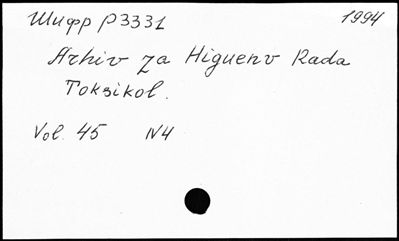 Шифр Р3331 1994
Arhiv za Higuenv Rada
Toksikol.
Vol. 45 N4